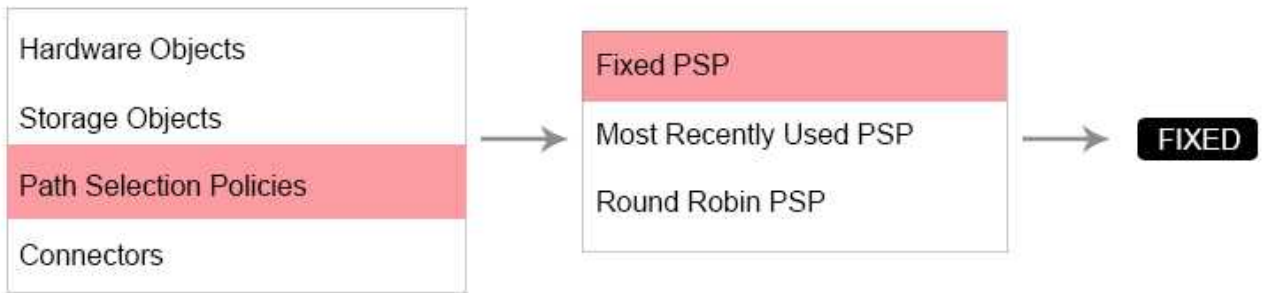 Hardware Objects
Storage Objects
Path Selection Policies
Connectors
Fixed PSP
Most Recently Used PSP
Round Robin PSP
FIXED